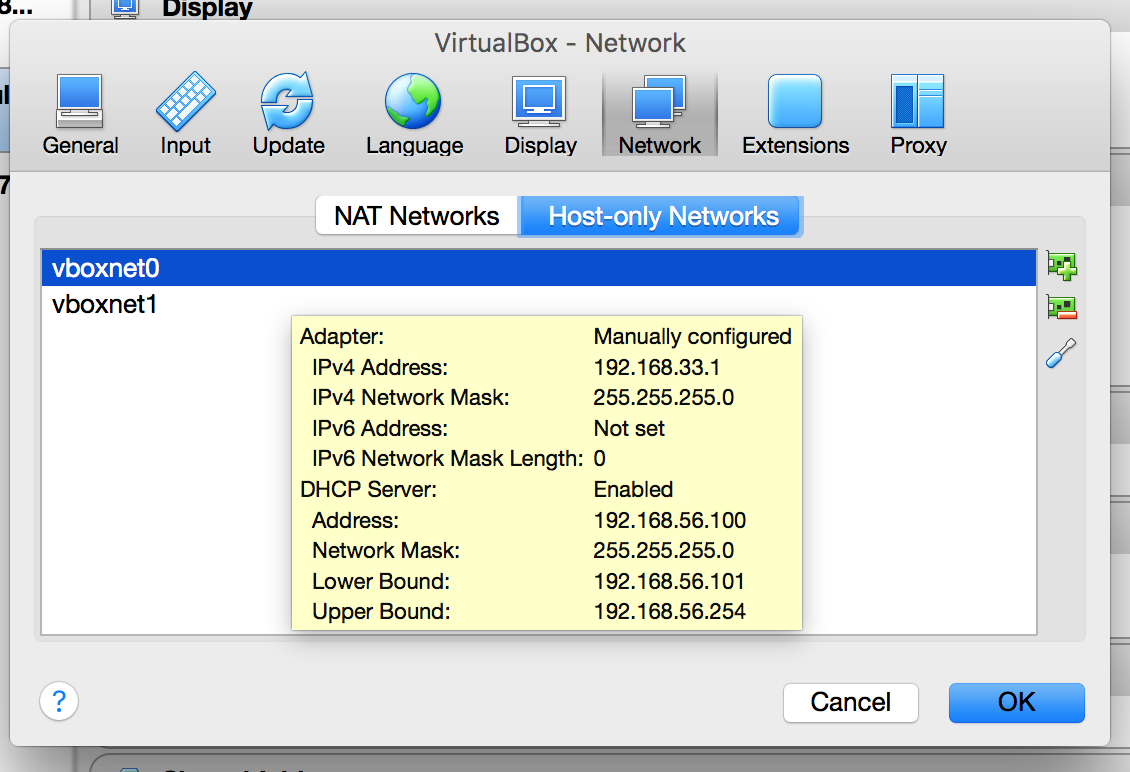 8...
Display
VirtualBox - Network
General Input Update Language Display Network Extensions Proxy
NAT Networks Host-only Networks
vboxnet0
vboxnet1
Adapter: Manually configured
IPv4 Address: 192.168.33.1
IPv4 Network Mask: 255.255.255.0
IPv6 Address: Not set
IPv6 Network Mask Length: 0
DHCP Server: Enabled
Address: 192.168.56.100
Network Mask: 255.255.255.0
Lower Bound: 192.168.56.101
Upper Bound: 192.168.56.254
? Cancel OK